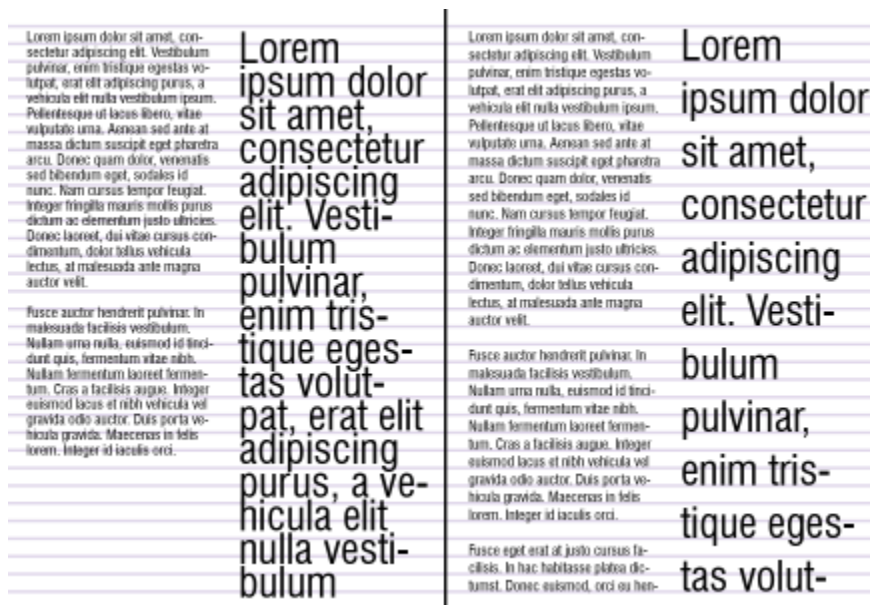 Lorem ipsum dolor sit amet, con-
sectetur adipiscing elit. Vestibulum
pulvinar, enim tristique egestas vo-
lutpat, erat elit adipiscing purus, a
vehicula elit nulla vestibulum ipsum.
Pellentesque ut lacus libero, vitae
vulputate urna. Aenean sed ante at
massa dictum suscipit eget pharetra
arcu. Donec quam dolor, venenatis
sed bibendum eget, sodales id
nunc. Nam cursus tempor feugiat.
Integer fringilla mauris mollis purus
dictum ac elementum justo ultricies.
Donec laoreet, dui vitae cursus con-
dimentum, dolor tellus vehicula
lectus, at malesuada ante magna
auctor velit.
Fusce auctor hendrerit pulvinar. In
malesuada facilisis vestibulum.
Nullam urna nulla, euismod id tinci-
dunt quis, fermentum vitae nibh.
Nullam fermentum laoreet fermen-
tum. Cras a facilisis augue. Integer
euismod lacus et nibh vehicula vel
gravida odio auctor. Duis porta ve-
hicula gravida. Maecenas in felis
lorem. Integer id iaculis orci.
Lorem
ipsum dolor
sit amet,
consectetur
adipiscing
elit. Vesti-
bulum
pulvinar,
enim tris-
tique eges-
tas volut-
pat, erat elit
adipiscing
purus, a ve-
hicula elit
nulla vesti-
bulum
Lorem ipsum dolor sit amet, con-
sectetur adipiscing elit. Vestibulum
pulvinar, enim tristique egestas vo-
lutpat, erat elit adipiscing purus, a
vehicula elit nulla vestibulum ipsum.
Pellentesque ut lacus libero, vitae
vulputate urna. Aenean sed ante at
massa dictum suscipit eget pharetra
arcu. Donec quam dolor, venenatis
sed bibendum eget, sodales id
nunc. Nam cursus tempor feugiat.
Integer fringilla mauris mollis purus
dictum ac elementum justo ultricies.
Donec laoreet, dui vitae cursus con-
dimentum, dolor tellus vehicula
lectus, at malesuada ante magna
auctor velit.
Fusce auctor hendrerit pulvinar. In
malesuada facilisis vestibulum.
Nullam urna nulla, euismod id tinci-
dunt quis, fermentum vitae nibh.
Nullam fermentum laoreet fermen-
tum. Cras a facilisis augue. Integer
euismod lacus et nibh vehicula vel
gravida odio auctor. Duis porta ve-
hicula gravida. Maecenas in felis
lorem. Integer id iaculis orci.
Fusce eget erat at justo cursus fa-
cilisis. In hac habitasse platea dic-
tumst. Donec euismod, orci eu hen-
Lorem
ipsum dolor
sit amet,
consectetur
adipiscing
elit. Vesti-
bulum
pulvinar,
enim tris-
tique eges-
tas volut-